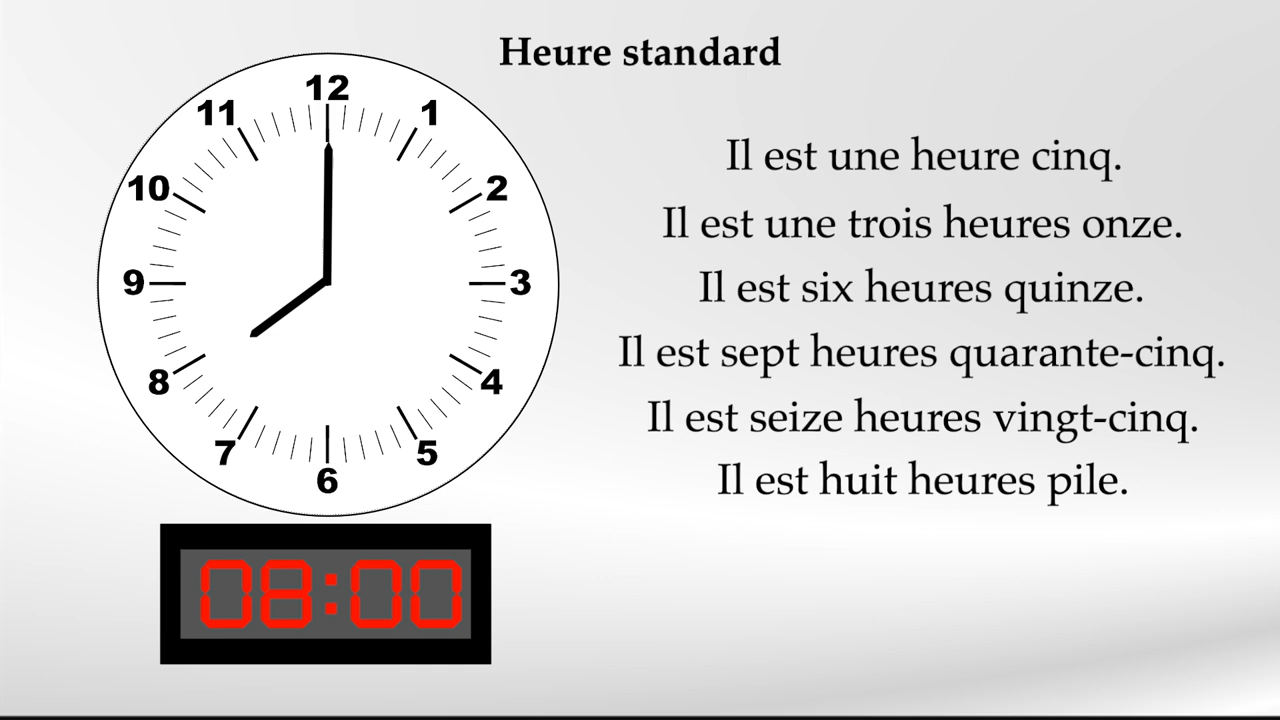 Heure standard
12
11
1
10
2
9
3
8
4
7
5
6
Il est une heure cinq.
Il est une trois heures onze.
Il est six heures quinze.
Il est sept heures quarante-cinq.
Il est seize heures vingt-cinq.
Il est huit heures pile.
08:00